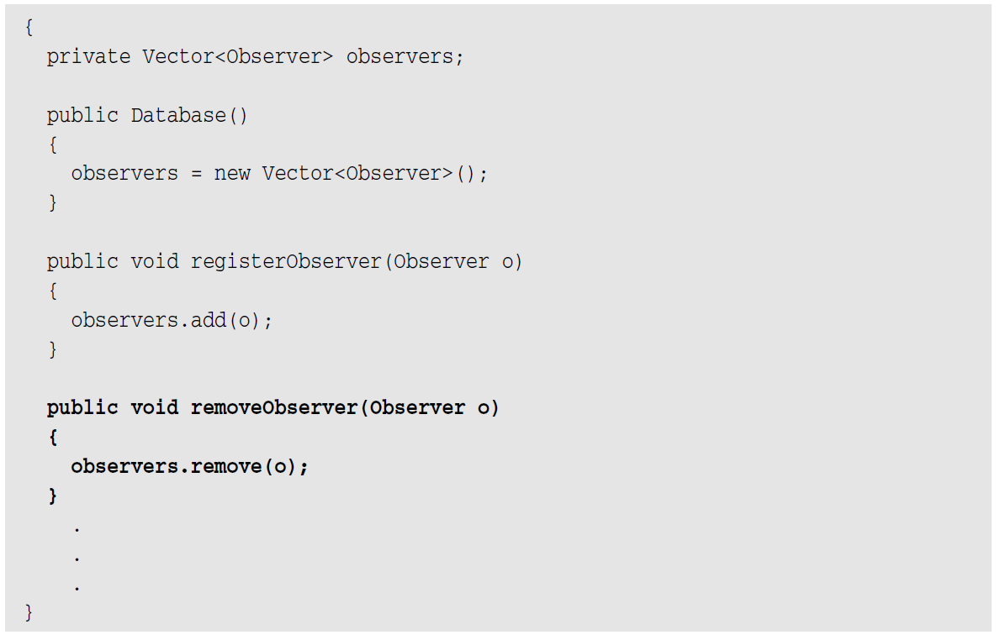 {
  private Vector<Observer> observers;

  public Database()
  {
    observers = new Vector<Observer>();
  }

  public void registerObserver(Observer o)
  {
    observers.add(o);
  }

  public void removeObserver(Observer o)
  {
    observers.remove(o);
  }
    .
    .
    .
}